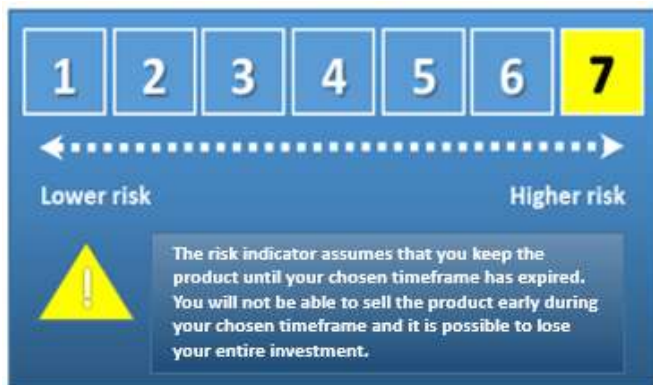 1 2 3 4 5 6 7
Lower risk Higher risk
!
The risk indicator assumes that you keep the
product until your chosen timeframe has expired.
You will not be able to sell the product early during
your chosen timeframe and it is possible to lose
your entire investment.